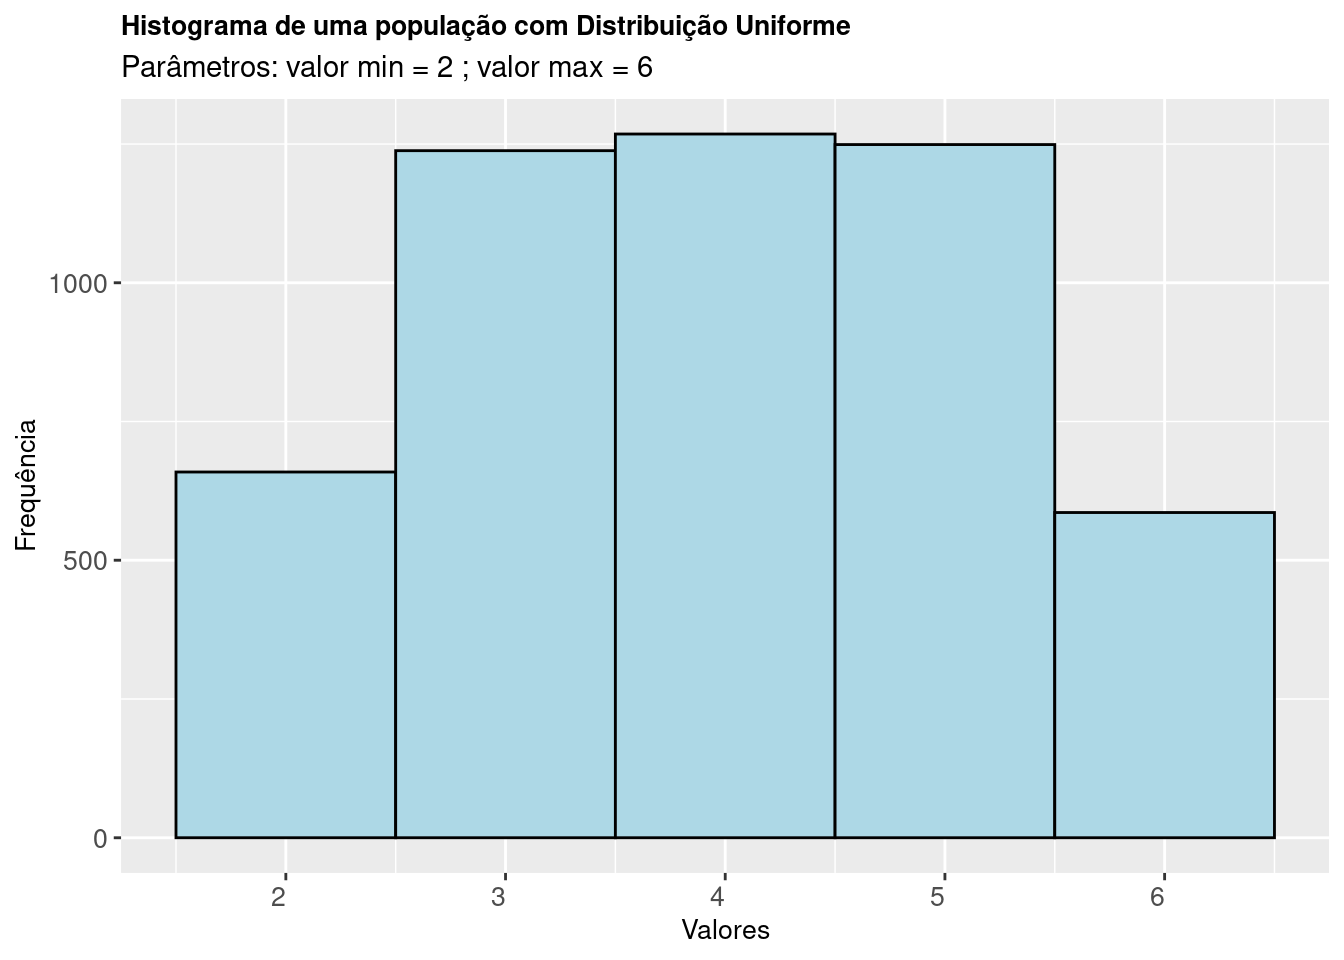 Histograma de uma população com Distribuição Uniforme
Parâmetros: valor min = 2 ; valor max = 6
1000
500
0
Frequência
2 3 4 5 6
Valores